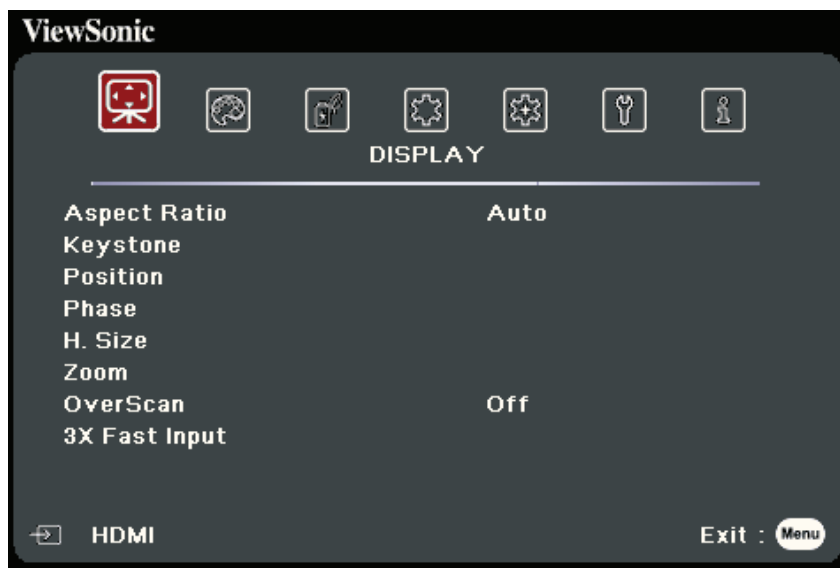 ViewSonic
DISPLAY
Aspect Ratio Auto
Keystone
Position
Phase
H. Size
Zoom
OverScan Off
3X Fast Input
HDMI Exit : Menu